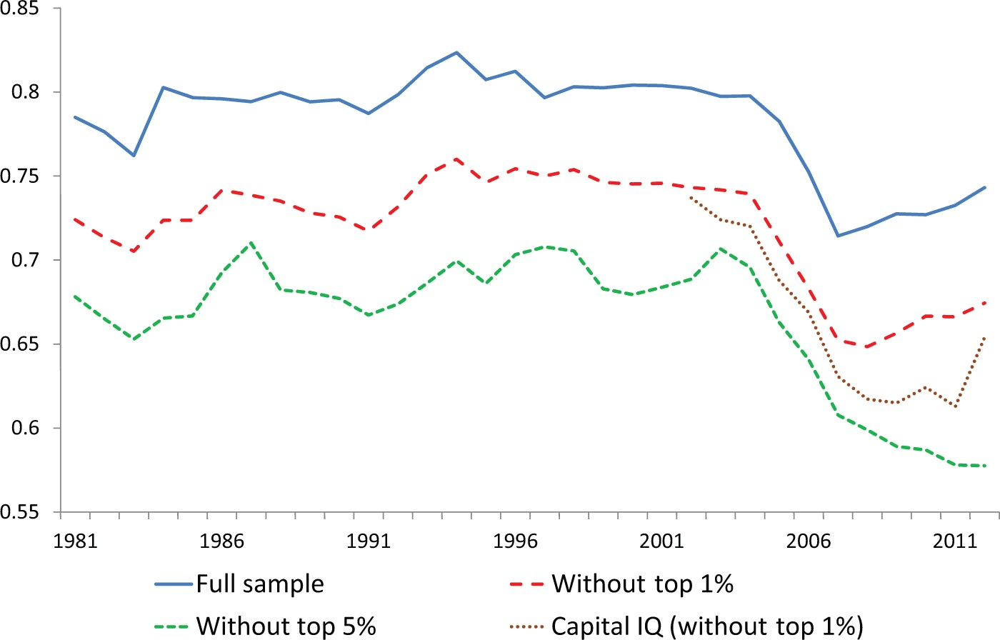 0.85
0.8
0.75
0.7
0.65
0.6
0.55
1981 1986 1991 1996 2001 2006 2011
Full sample Without top 1%
Without top 5% Capital IQ (without top 1%)